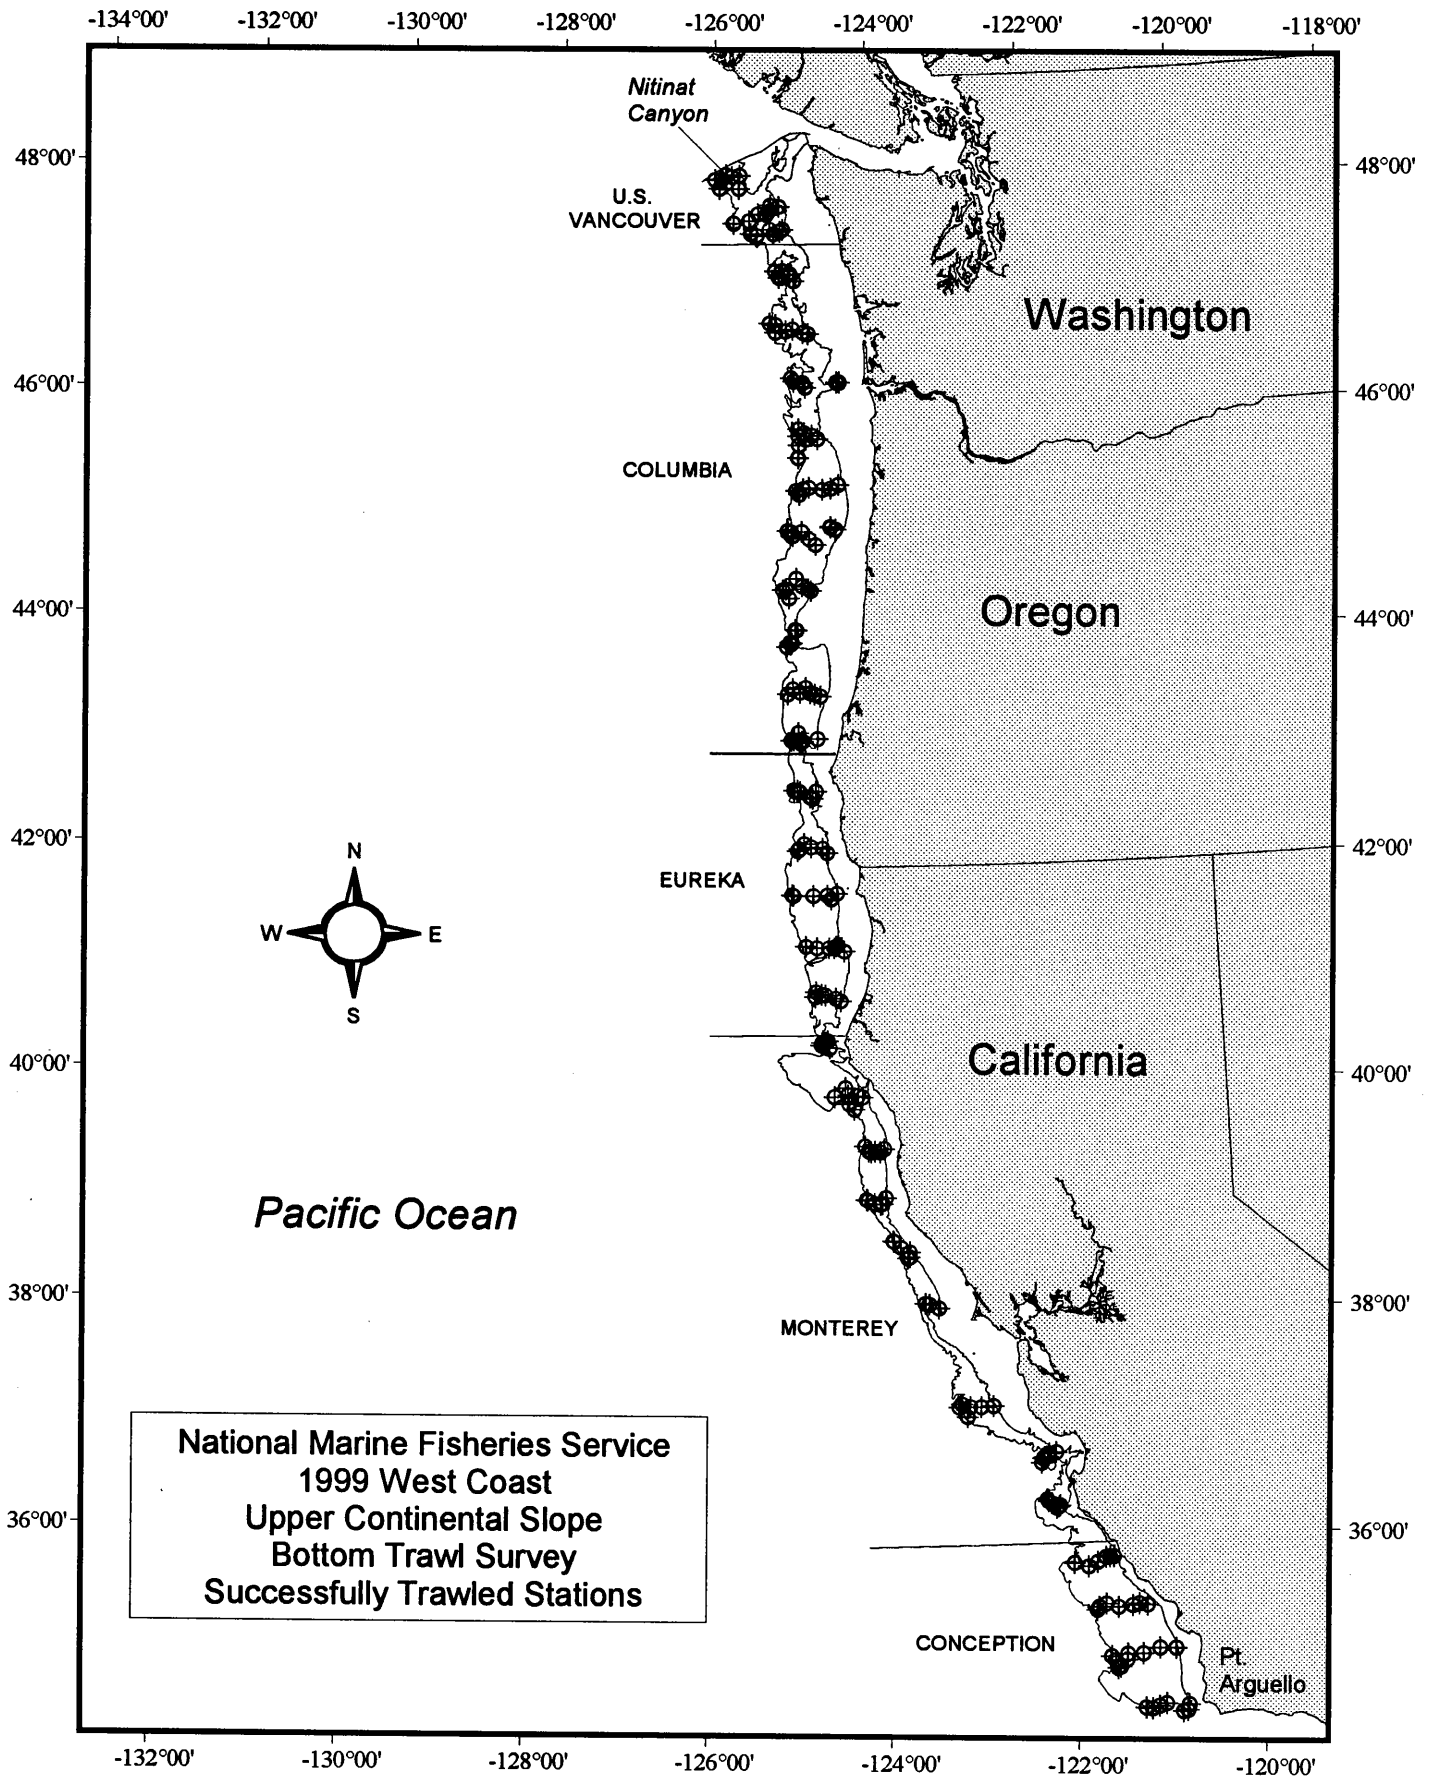 -134°00' -132°00' -130°00' -128°00' -126°00' -124°00' -122°00' -120°00' -118°00'
Nitinat
Canyon
48°00' 48°00'
U.S.
VANCOUVER
Washington
46°00' 46°00'
COLUMBIA
44°00' 44°00'
Oregon
42°00' 42°00'
N
EUREKA
W E
S
40°00' 40°00'
California
Pacific Ocean
38°00' 38°00'
MONTEREY
National Marine Fisheries Service
1999 West Coast
Upper Continental Slope
Bottom Trawl Survey
Successfully Trawled Stations
36°00' 36°00'
CONCEPTION
Pt.
Arguello
-132°00' -130°00' -128°00' -126°00' -124°00' -122°00' -120°00'